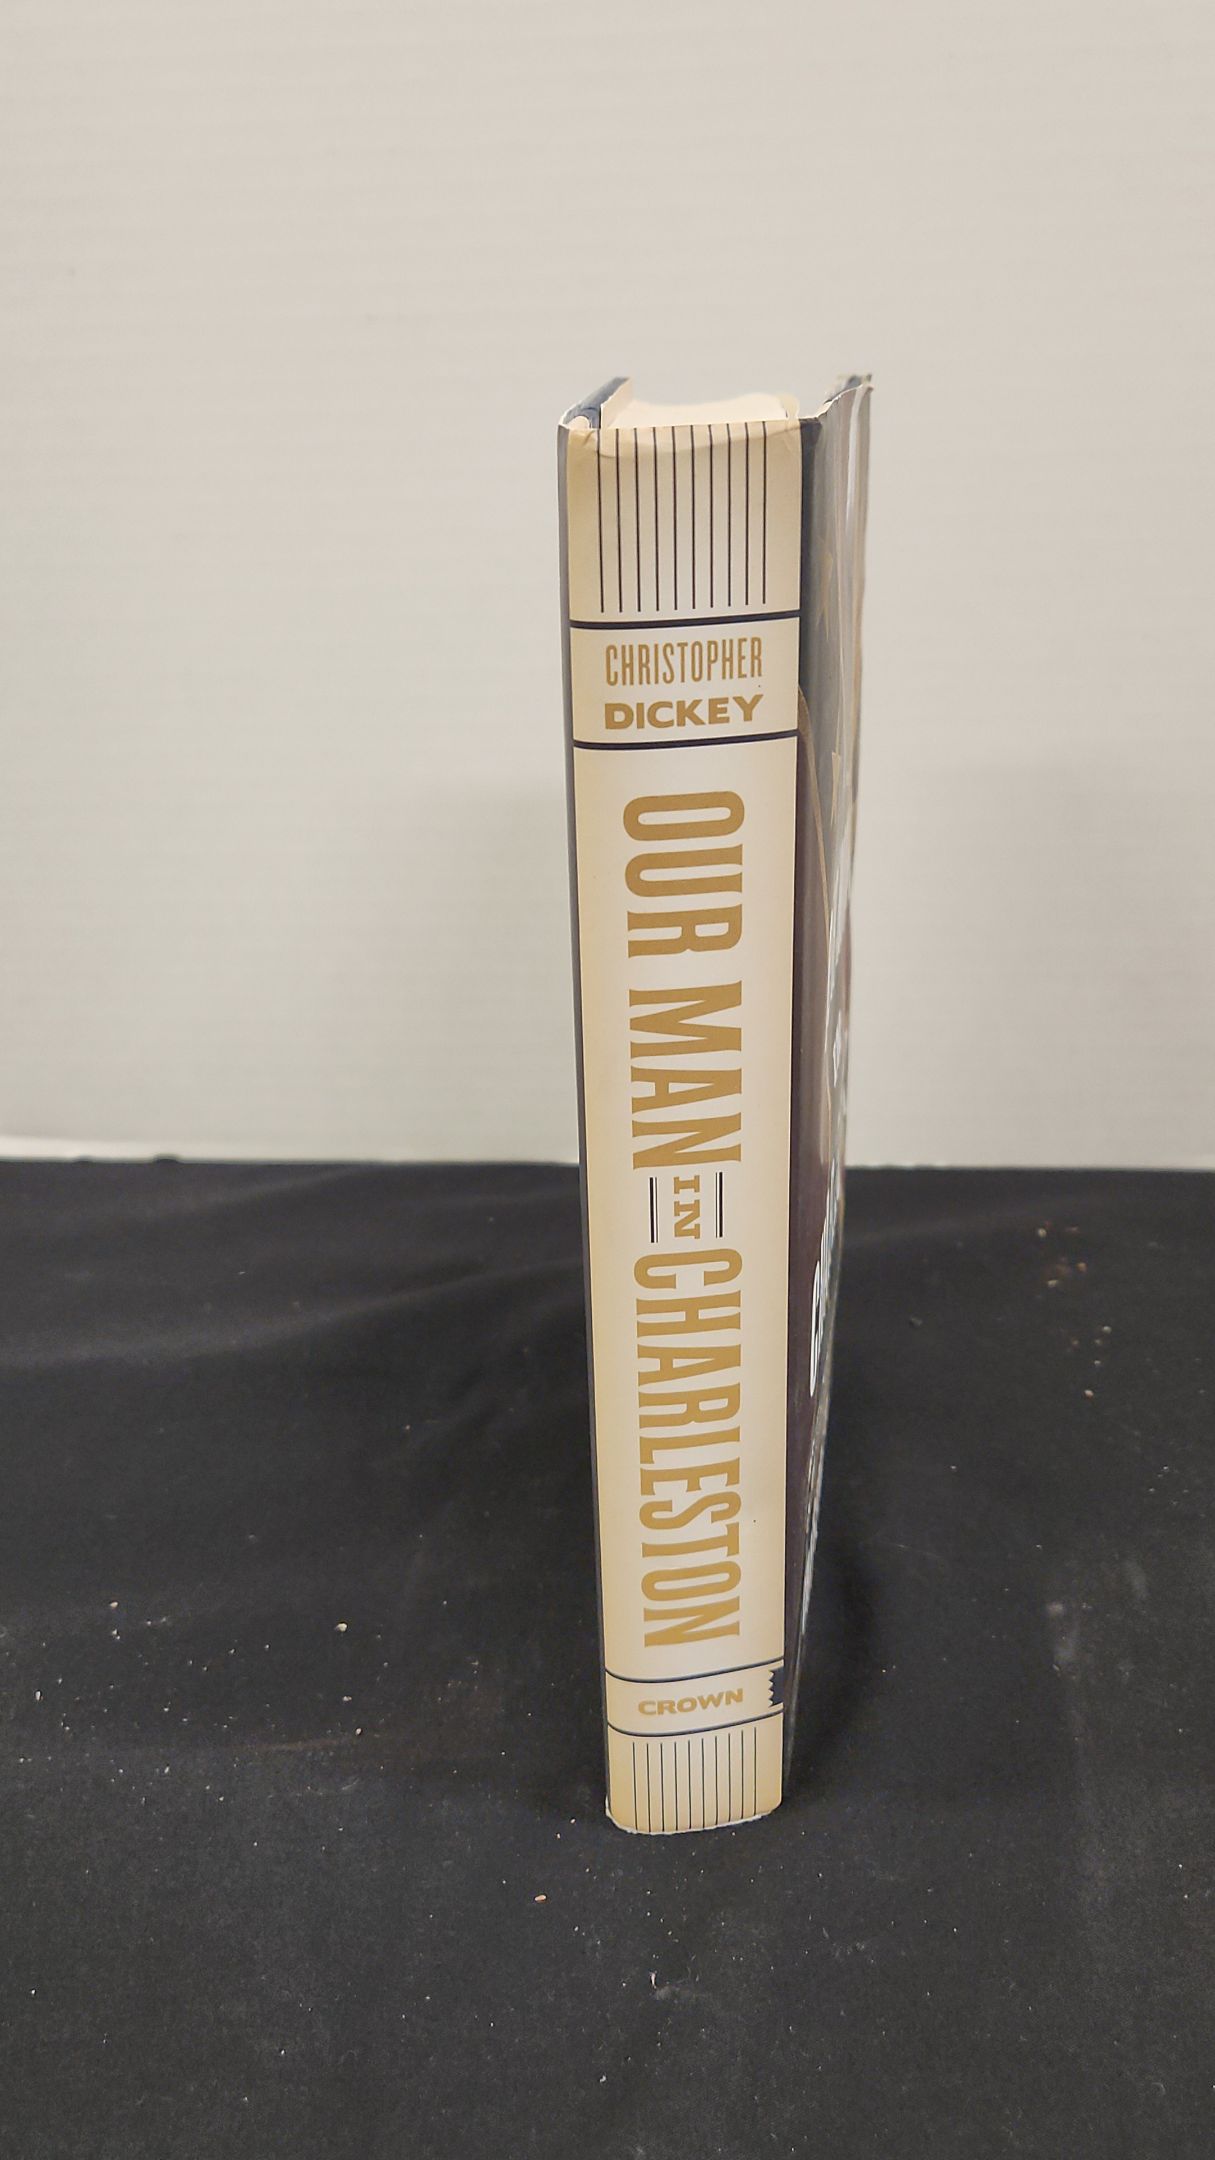 CHRISTOPHER
DICKEY
OUR MAN IN CHARLESTON
CROWN